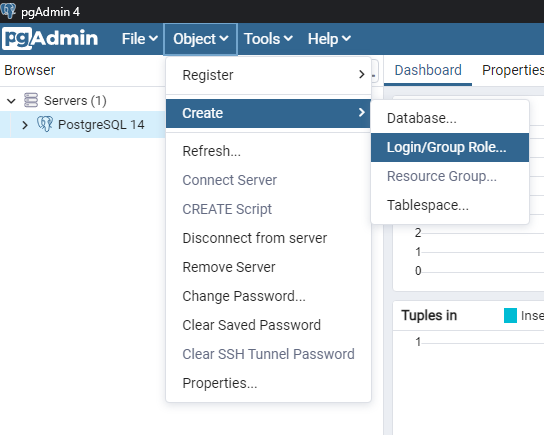 pgAdmin 4
pgAdmin File Object Tools Help
Browser
Servers (1)
PostgreSQL 14
Register
Create
Refresh...
Connect Server
CREATE Script
Disconnect from server
Remove Server
Change Password...
Clear Saved Password
Clear SSH Tunnel Password
Properties...
Database...
Login/Group Role...
Resource Group...
Tablespace...
Dashboard Properties
2
1
0
Tuples in Inse
1